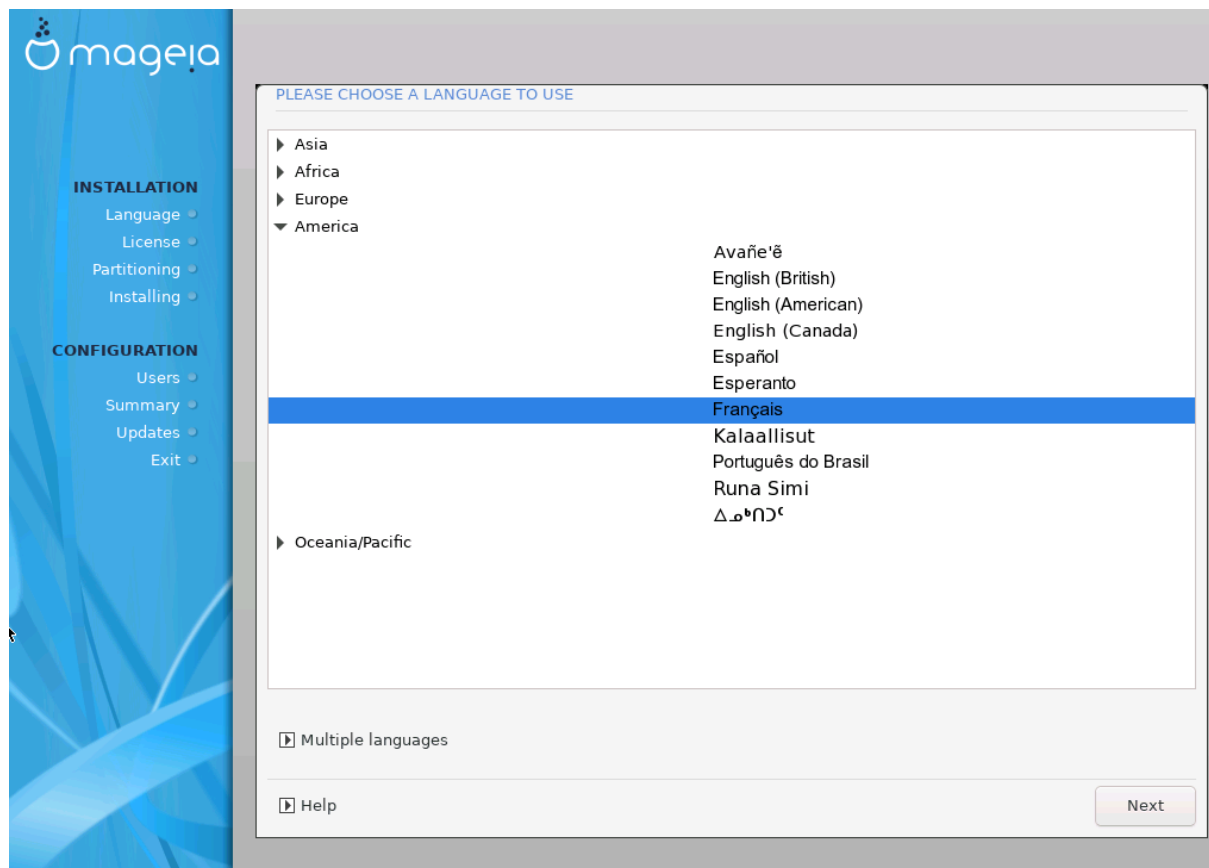 mageia
INSTALLATION
Language
License
Partitioning
Installing
CONFIGURATION
Users
Summary
Updates
Exit
PLEASE CHOOSE A LANGUAGE TO USE
Asia
Africa
Europe
America
Avañe'ẽ
English (British)
English (American)
English (Canada)
Español
Esperanto
Français
Kalaallisut
Português do Brasil
Runa Simi
ᐃᓄᒃᑎᑐᑦ
Oceania/Pacific
Multiple languages
Help
Next